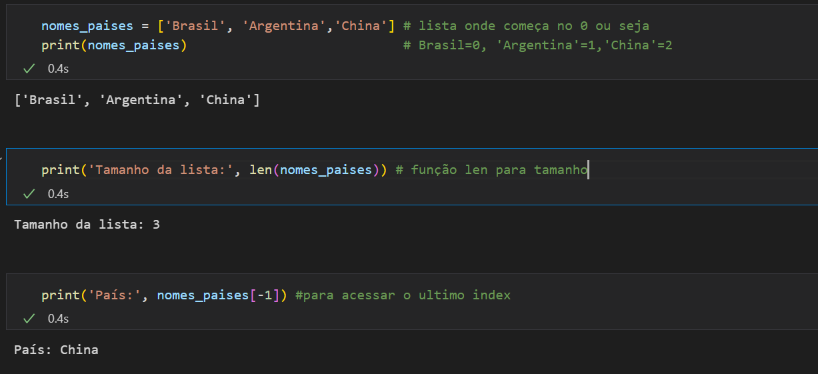 nomes_paises = ['Brasil', 'Argentina','China'] # lista onde começa no 0 ou seja
print(nomes_paises) # Brasil=0, 'Argentina'=1,'China'=2
0.4s
['Brasil', 'Argentina', 'China']
print('Tamanho da lista:', len(nomes_paises)) # função len para tamanho
0.4s
Tamanho da lista: 3
print('País:', nomes_paises[-1]) #para acessar o ultimo index
0.4s
País: China